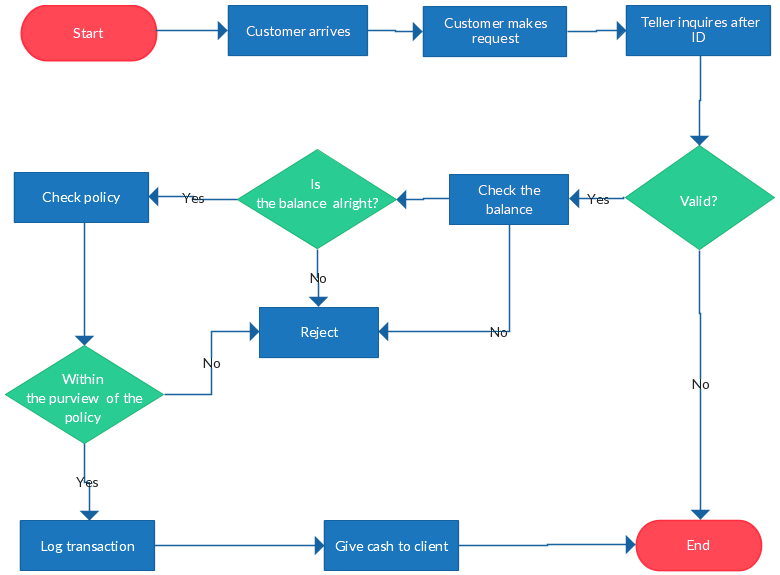 Start
Customer arrives
Customer makes
request
Teller inquires after
ID
Check policy
Yes
Is
the balance alright?
Check the
balance
Yes
Valid?
No
Reject
No
No
Within
the purview of the
policy
No
Yes
Log transaction
Give cash to client
End